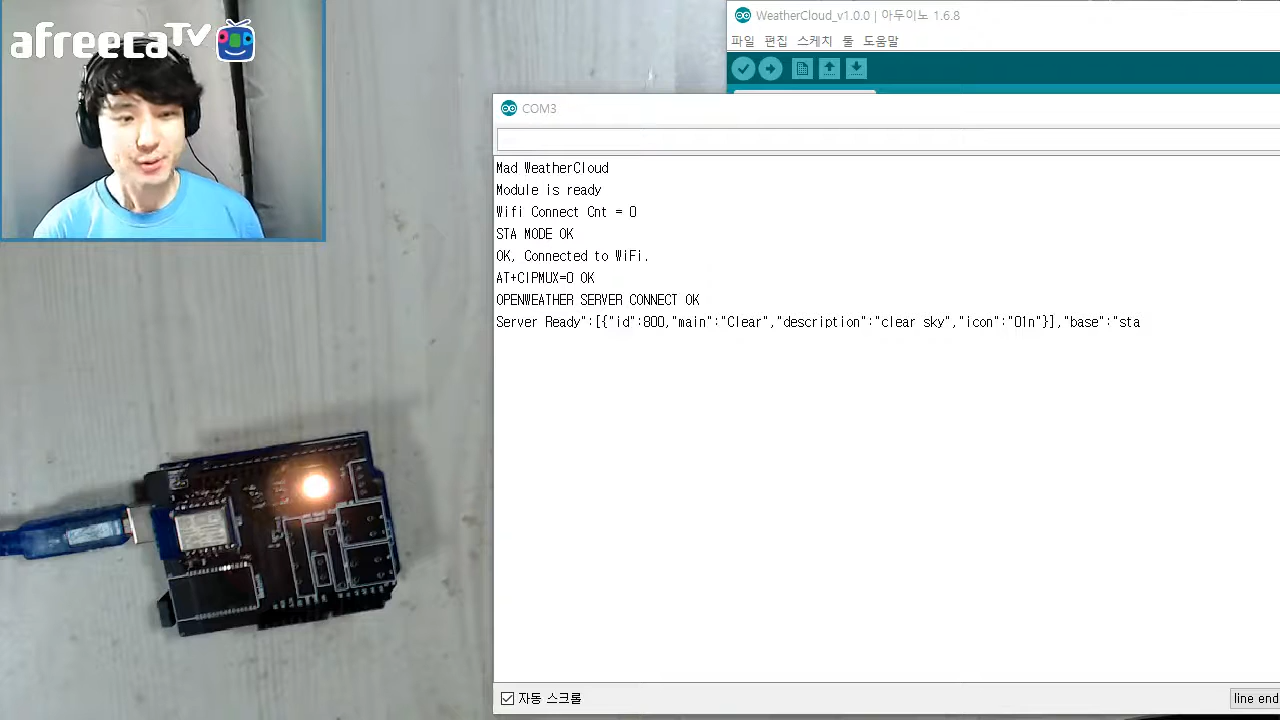 afreecaTV
WeatherCloud_v1.0.0 | 아두이노 1.6.8
파일 편집 스케치 툴 도움말
COM3
Mad WeatherCloud
Module is ready
Wifi Connect Cnt = 0
STA MODE OK
OK, Connected to WiFi.
AT+CIPMUX=0 OK
OPENWEATHER SERVER CONNECT OK
Server Ready":[{"id":800,"main":"Clear","description":"clear sky","icon":"01n"}],"base":"sta
자동 스크롤
line end